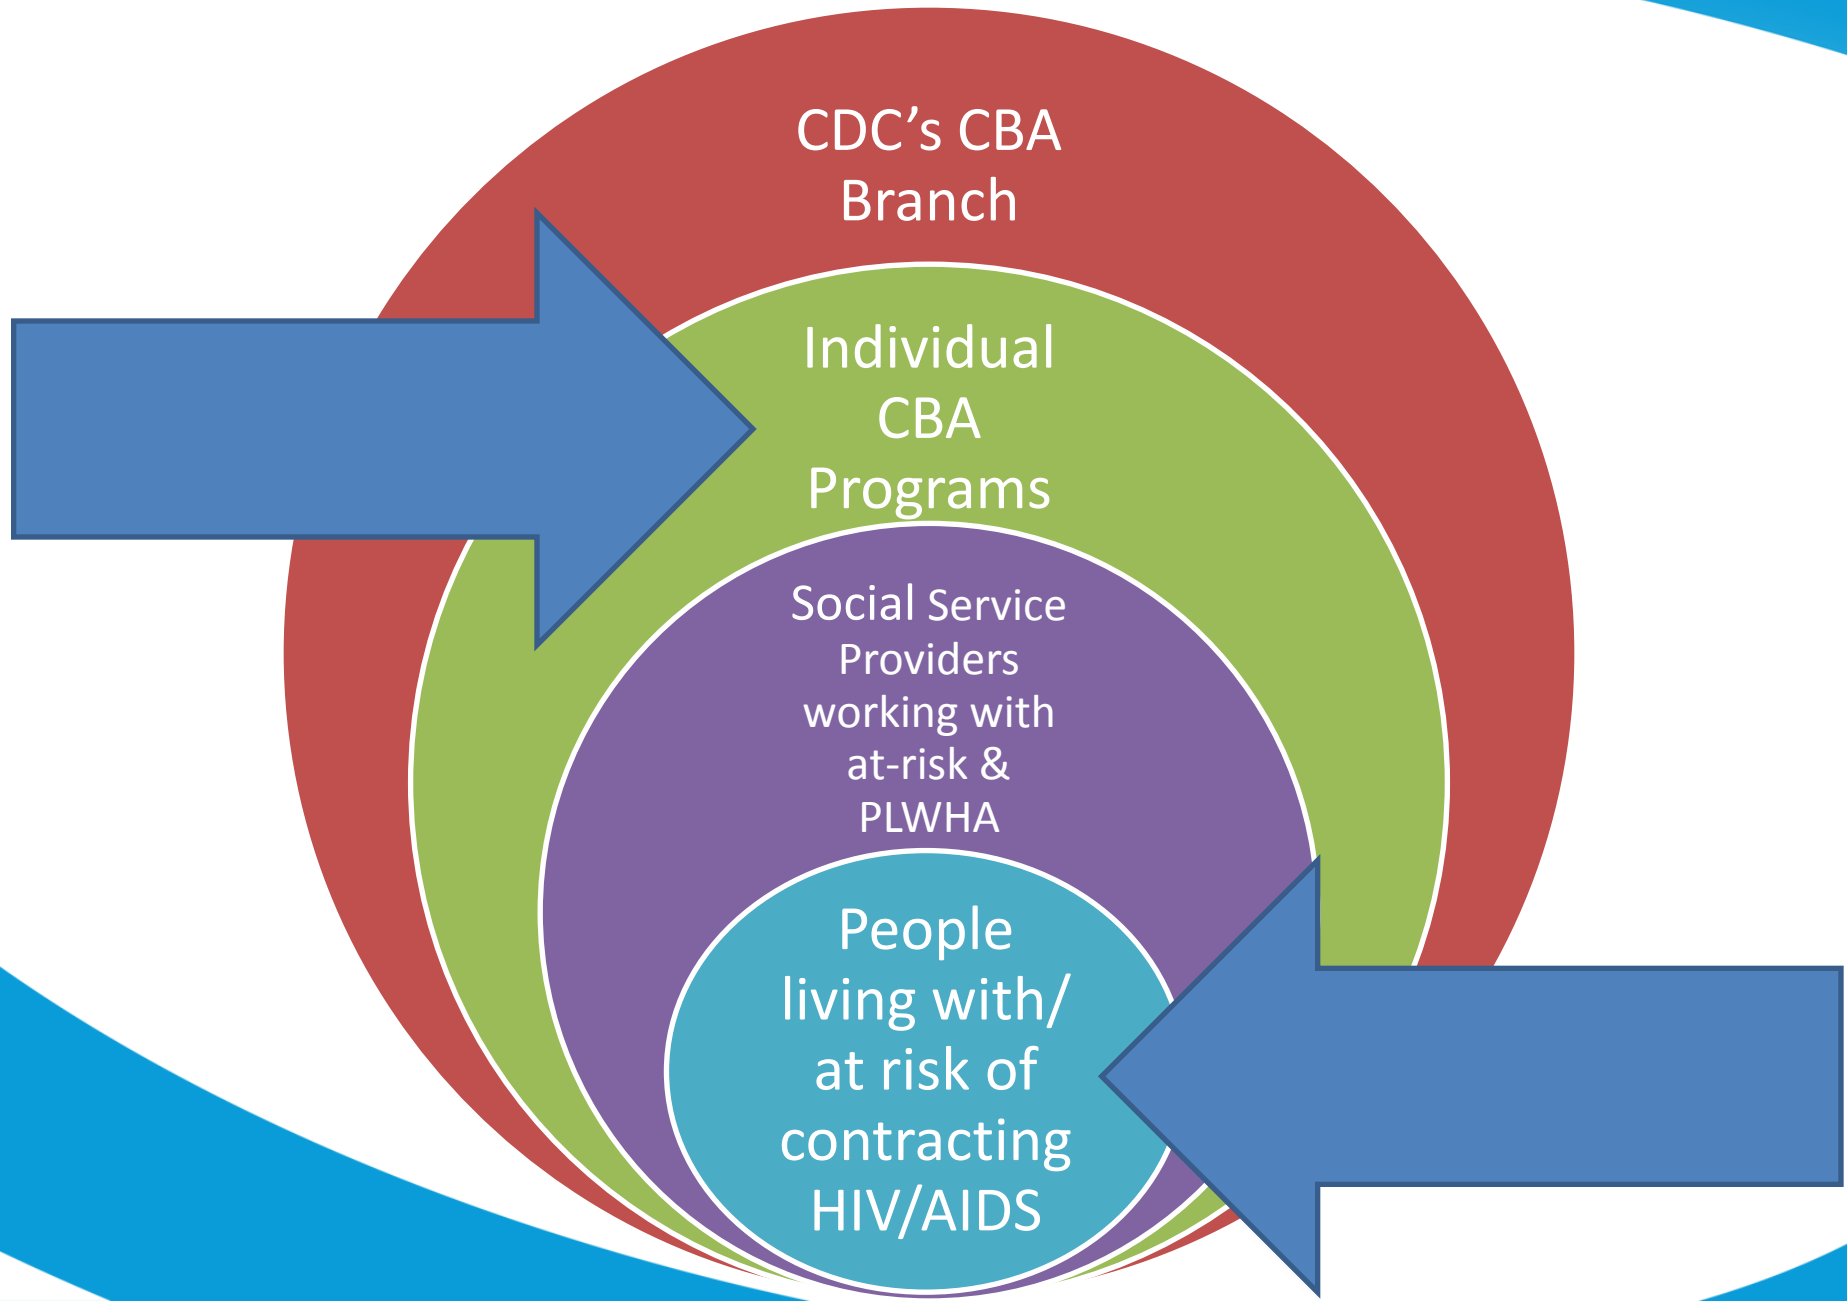 CDC’s CBA
Branch
Individual
CBA
Programs
Social Service
Providers
working with
at-risk &
PLWHA
People
living with/
at risk of
contracting
HIV/AIDS